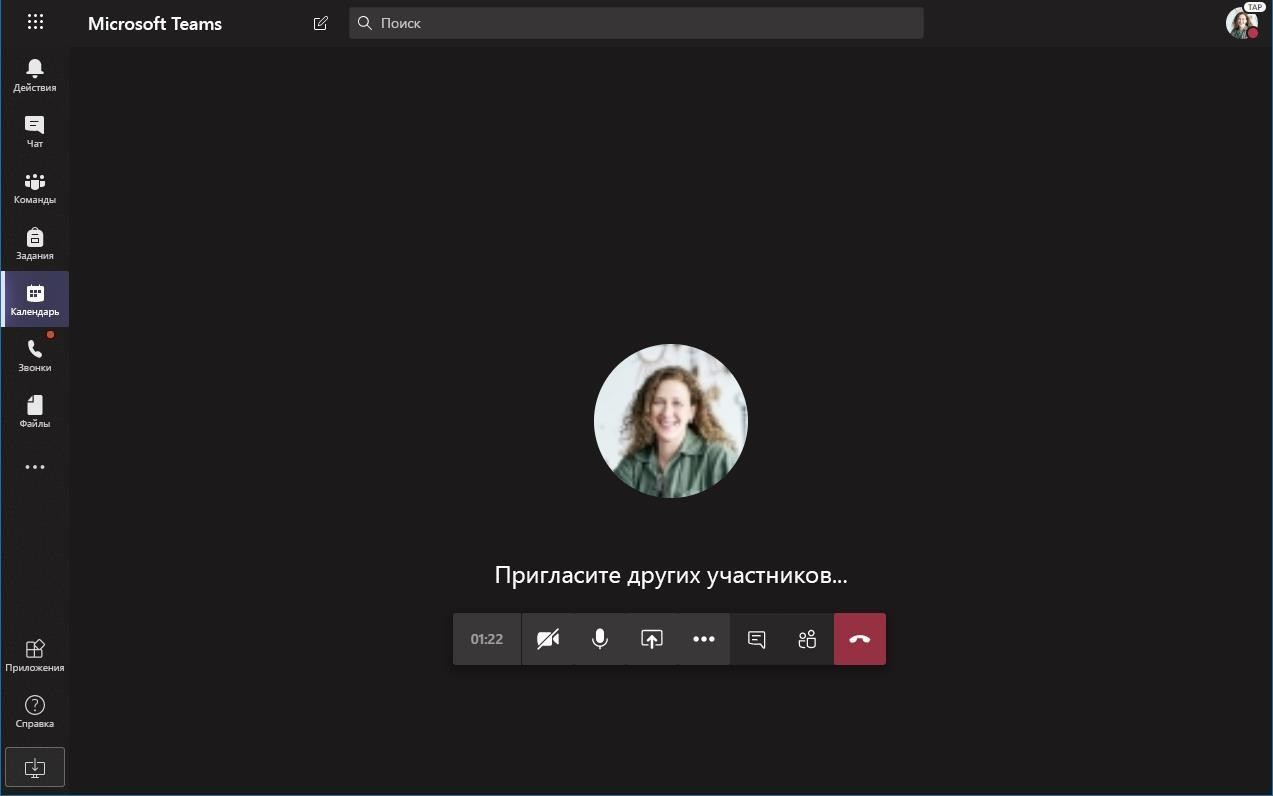 Microsoft Teams
Поиск
TAP
Действия
Чат
Команды
Задания
Календарь
Звонки
Файлы
Пригласите других участников...
01:22
Приложения
Справка